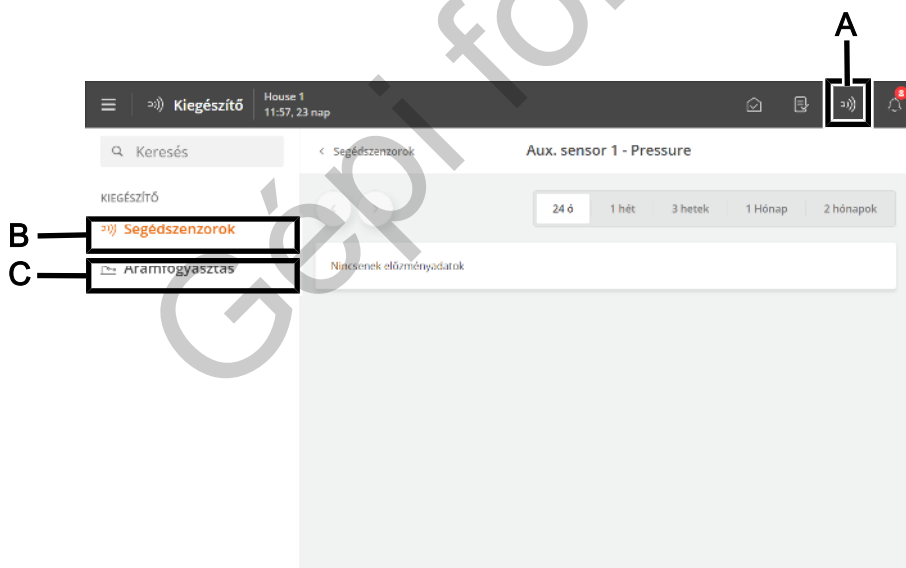 A
Kiegészítő
House 1
11:57, 23 nap
8
Keresés
Segédszenzorok
Aux. sensor 1 - Pressure
KIEGÉSZÍTŐ
24 ó
1 hét
3 hetek
1 Hónap
2 hónapok
B
Segédszenzorok
C
Áramfogyasztás
Nincsenek előzményadatok
Gépi for